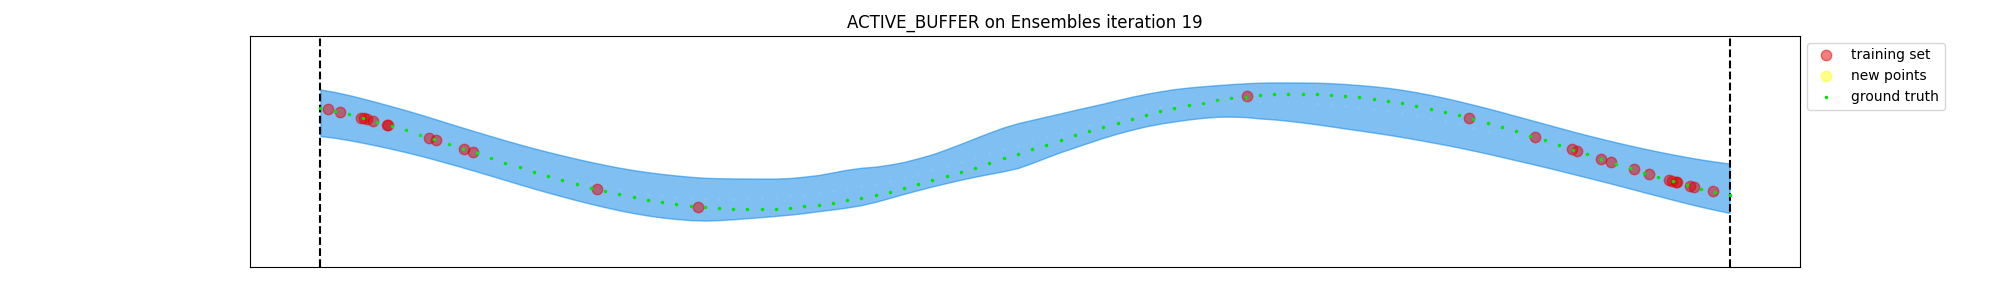 ACTIVE_BUFFER on Ensembles iteration 19
training set
new points
ground truth